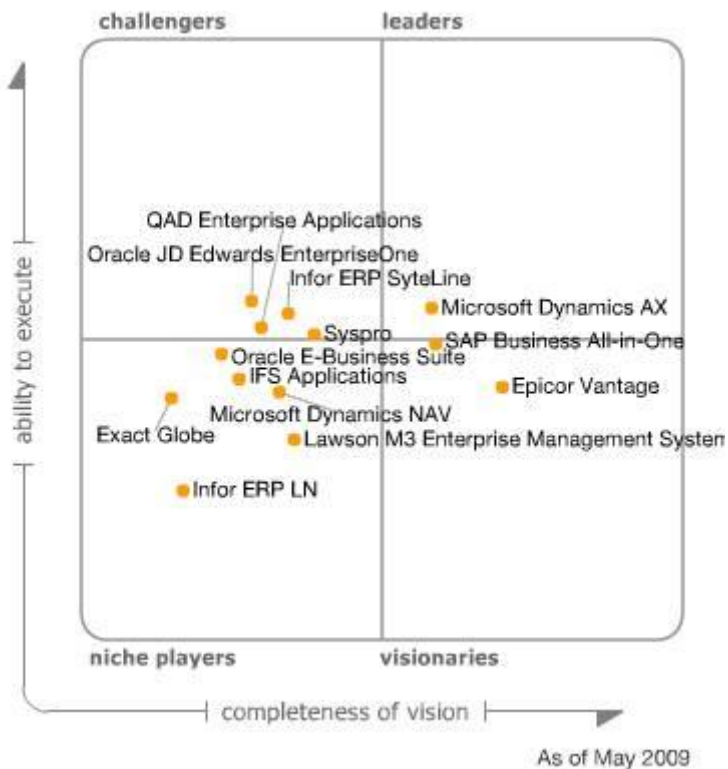 challengers
leaders
QAD Enterprise Applications
Oracle JD Edwards EnterpriseOne
Infor ERP SyteLine
Microsoft Dynamics AX
Syspro
SAP Business All-in-One
Oracle E-Business Suite
IFS Applications
Epicor Vantage
Microsoft Dynamics NAV
Exact Globe
Lawson M3 Enterprise Management System
Infor ERP LN
ability to execute
niche players
visionaries
completeness of vision
As of May 2009